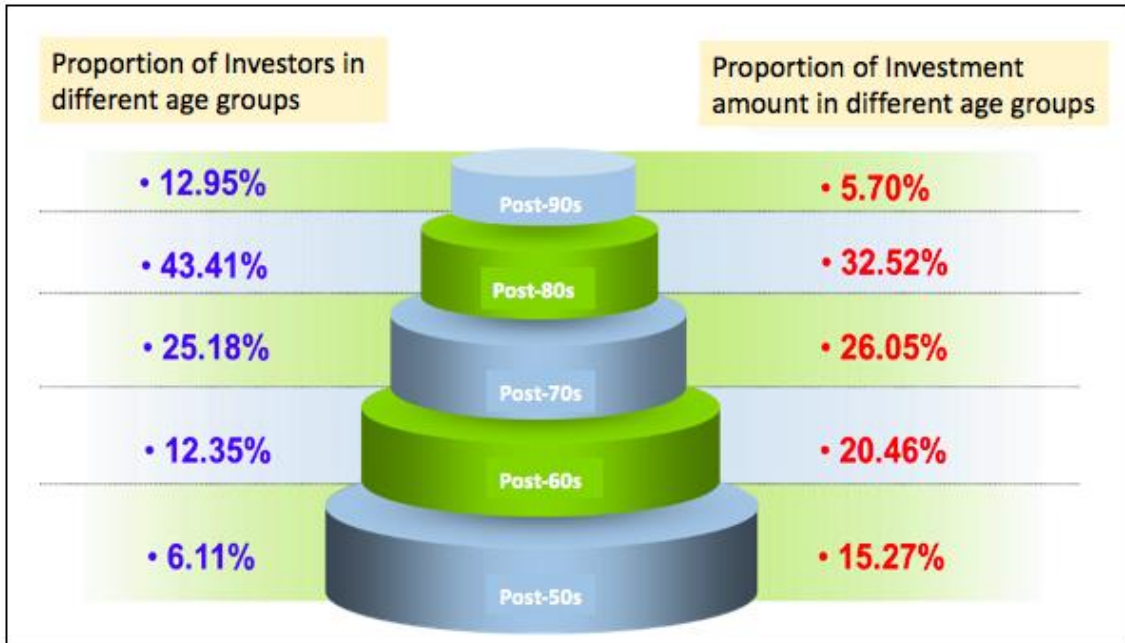 Proportion of Investors in
different age groups
Proportion of Investment
amount in different age groups
• 12.95%
Post-90s
• 5.70%
• 43.41%
Post-80s
• 32.52%
• 25.18%
Post-70s
• 26.05%
• 12.35%
Post-60s
• 20.46%
• 6.11%
Post-50s
• 15.27%